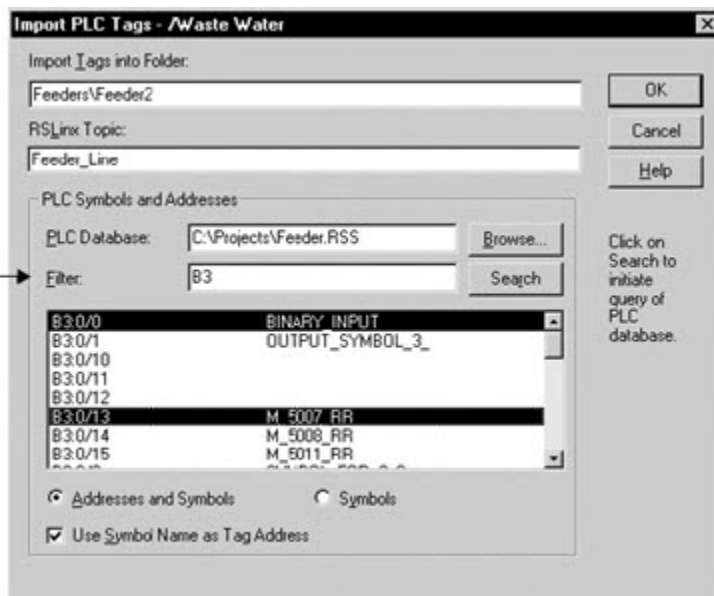 Import PLC Tags - /Waste Water
Import Tags into Folder:
Feeders\Feeder2
OK
RSLinx Topic:
Cancel
Feeder_Line
Help
PLC Symbols and Addresses
PLC Database:
C:\Projects\Feeder.RSS
Browse...
Filter:
B3
Search
Click on
Search to
initiate
query of
PLC
database.
B3:0/0 BINARY_INPUT
B3:0/1 OUTPUT_SYMBOL_3_
B3:0/10
B3:0/11
B3:0/12
B3:0/13 M_5007_RR
B3:0/14 M_5008_RR
B3:0/15 M_5011_RR
Addresses and Symbols
Symbols
Use Symbol Name as Tag Address